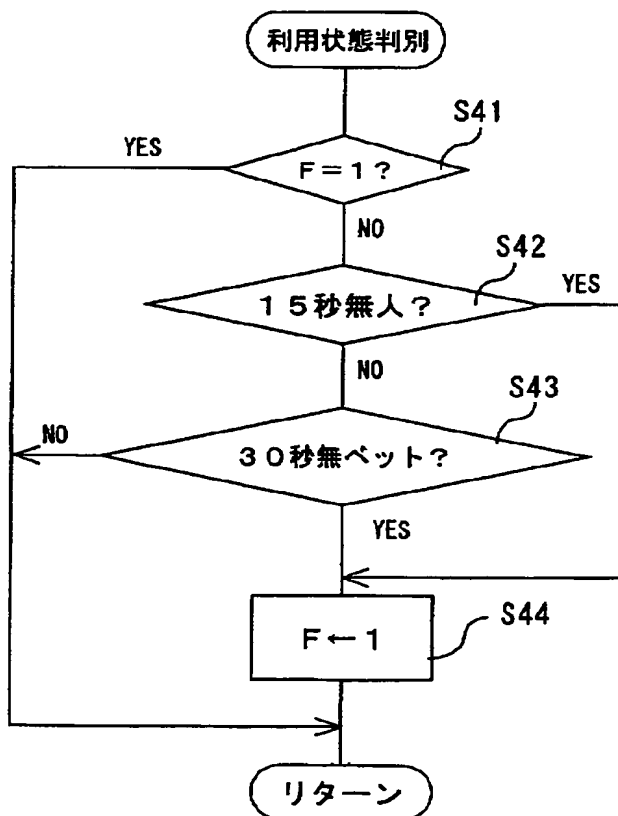 利用状態判別
S41
YES
F=1?
NO
S42
15秒無人?
YES
NO
S43
NO
30秒無ベット?
YES
S44
F←1
リターン